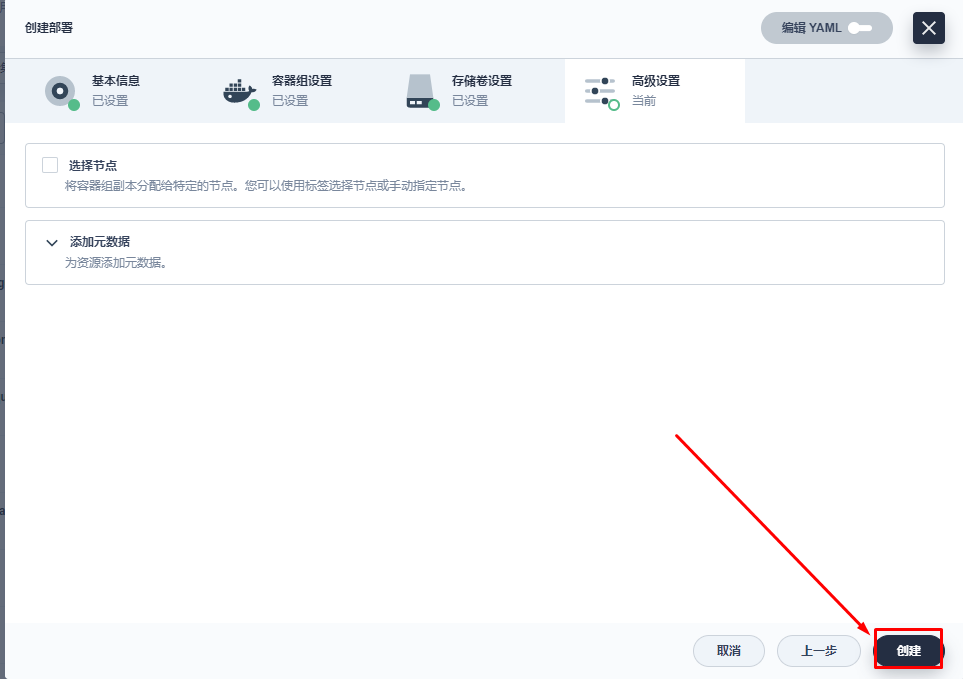 创建部署
编辑 YAML
基本信息
已设置
容器组设置
已设置
存储卷设置
已设置
高级设置
当前
选择节点
将容器组副本分配给特定的节点。您可以使用标签选择节点或手动指定节点。
添加元数据
为资源添加元数据。
取消
上一步
创建